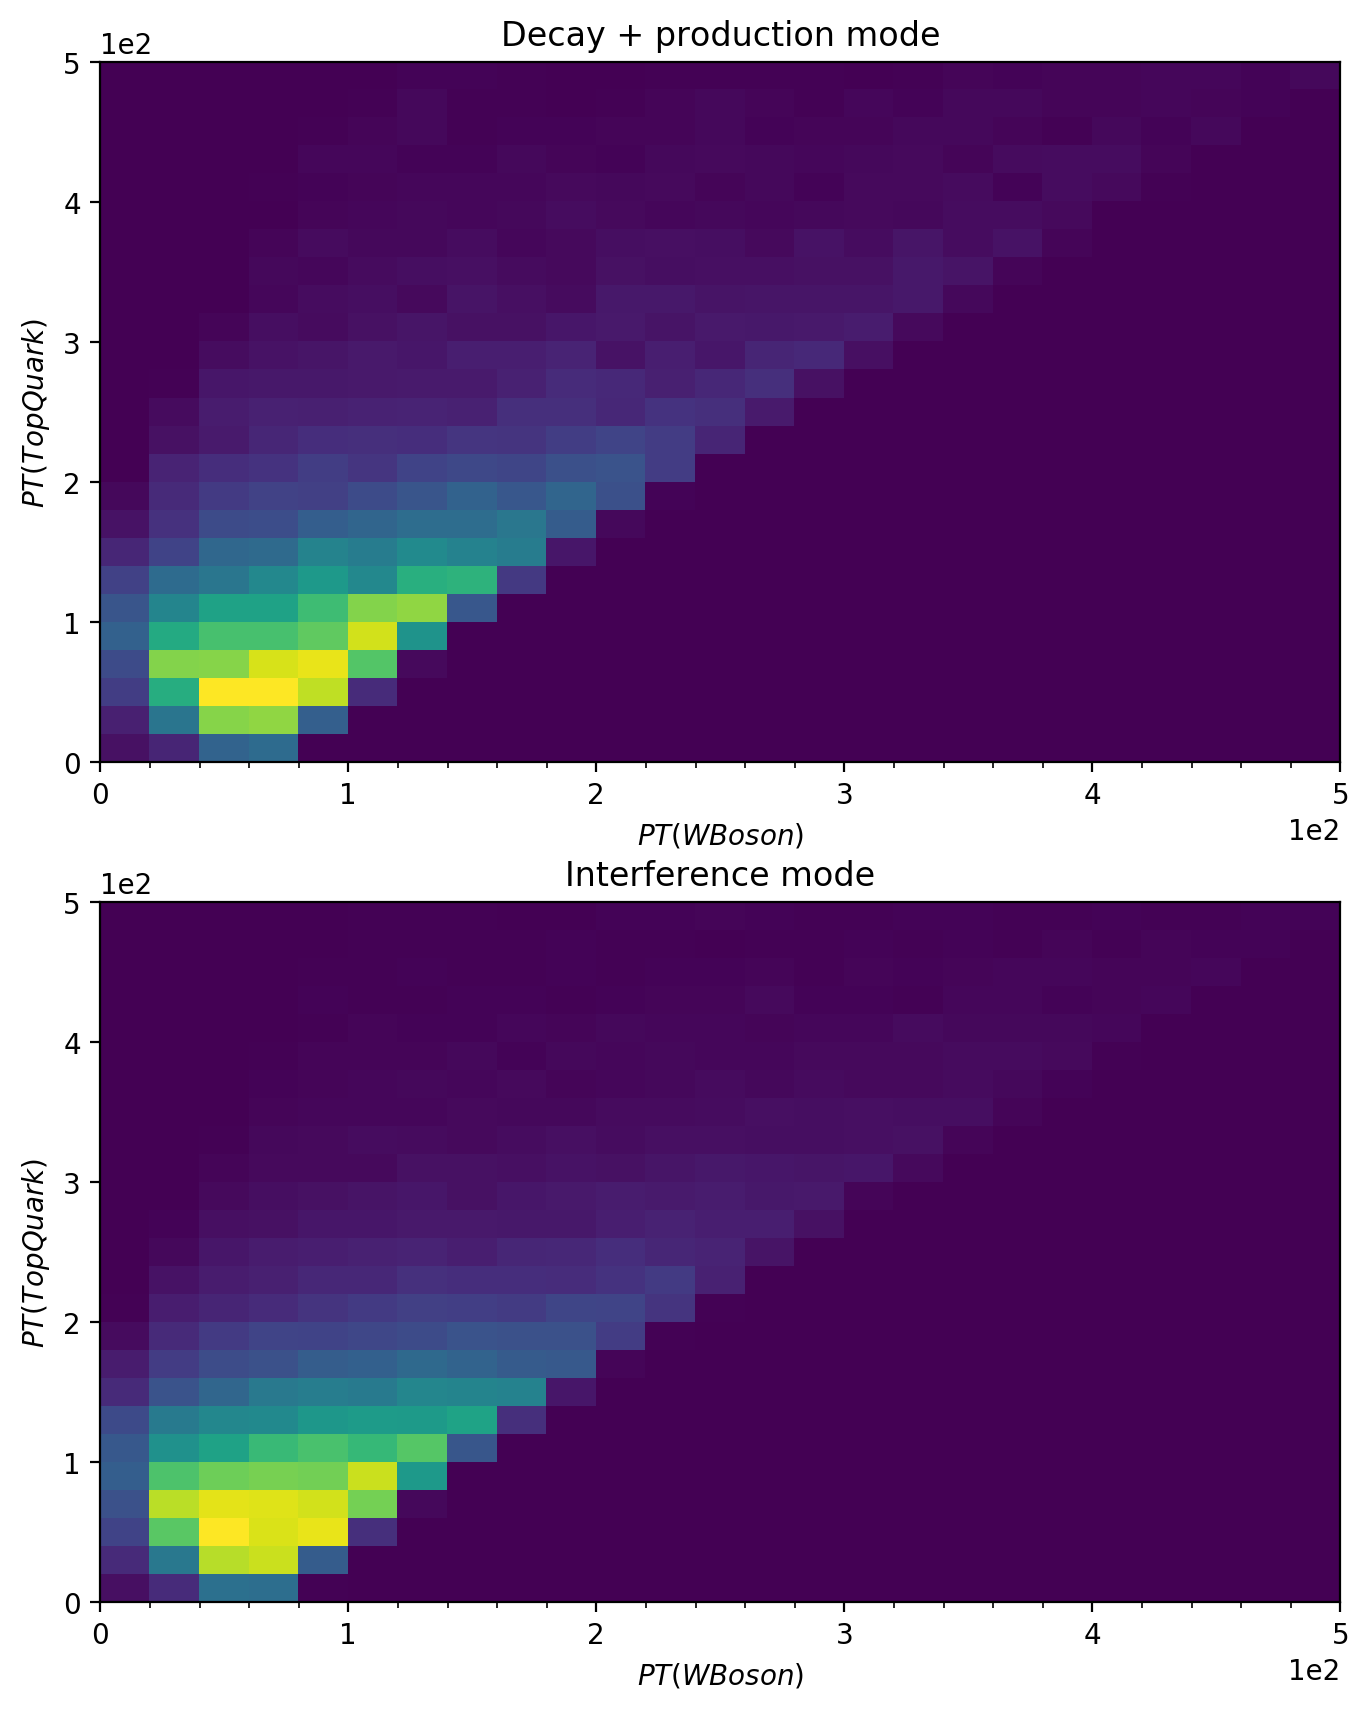 Decay + production mode
1e2
5
4
3
2
1
0
PT(TopQuark)
0 1 2 3 4 5
1e2
PT(WBoson)
Interference mode
1e2
5
4
3
2
1
0
PT(TopQuark)
0 1 2 3 4 5
1e2
PT(WBoson)